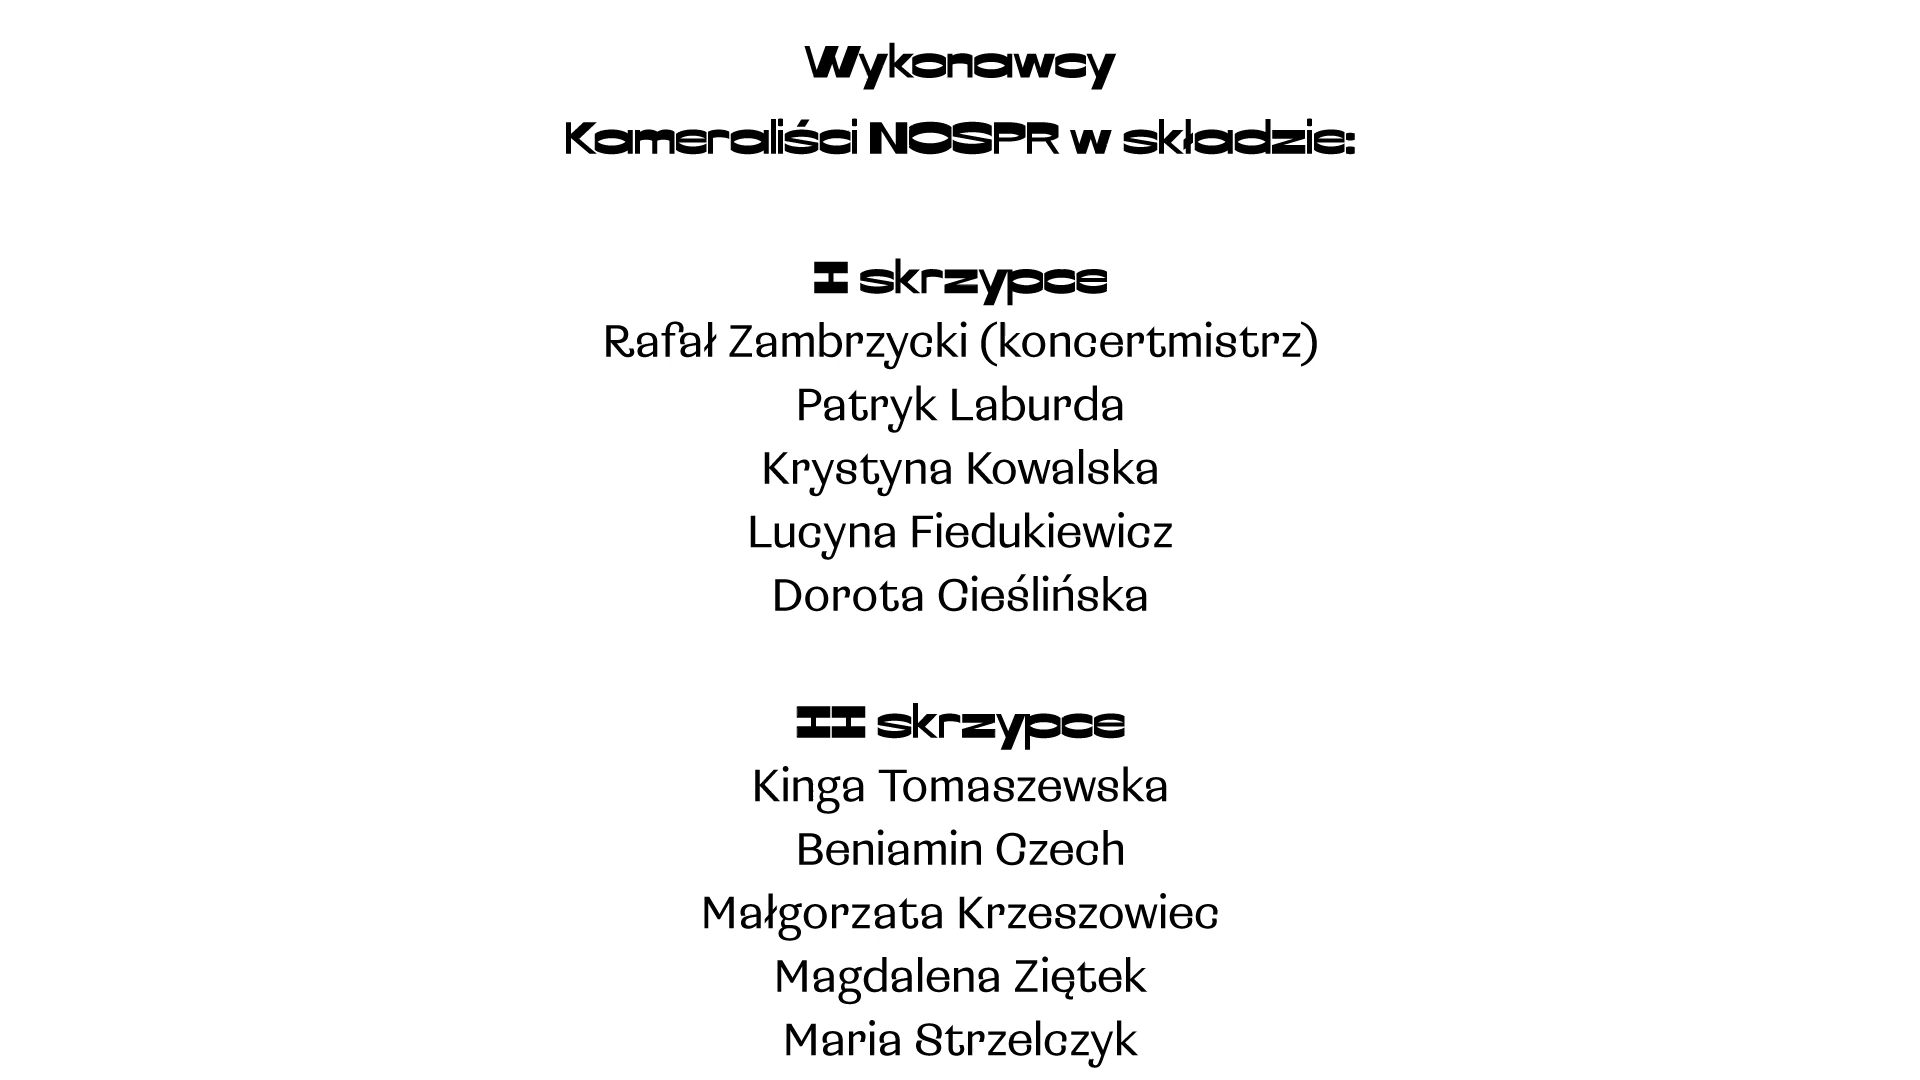 Wykonawcy
Kameraliści NOSPR w składzie:
I skrzypce
Rafał Zambrzycki (koncertmistrz)
Patryk Laburda
Krystyna Kowalska
Lucyna Fiedukiewicz
Dorota Cieślińska
II skrzypce
Kinga Tomaszewska
Beniamin Czech
Małgorzata Krzeszowiec
Magdalena Ziętek
Maria Strzelczyk